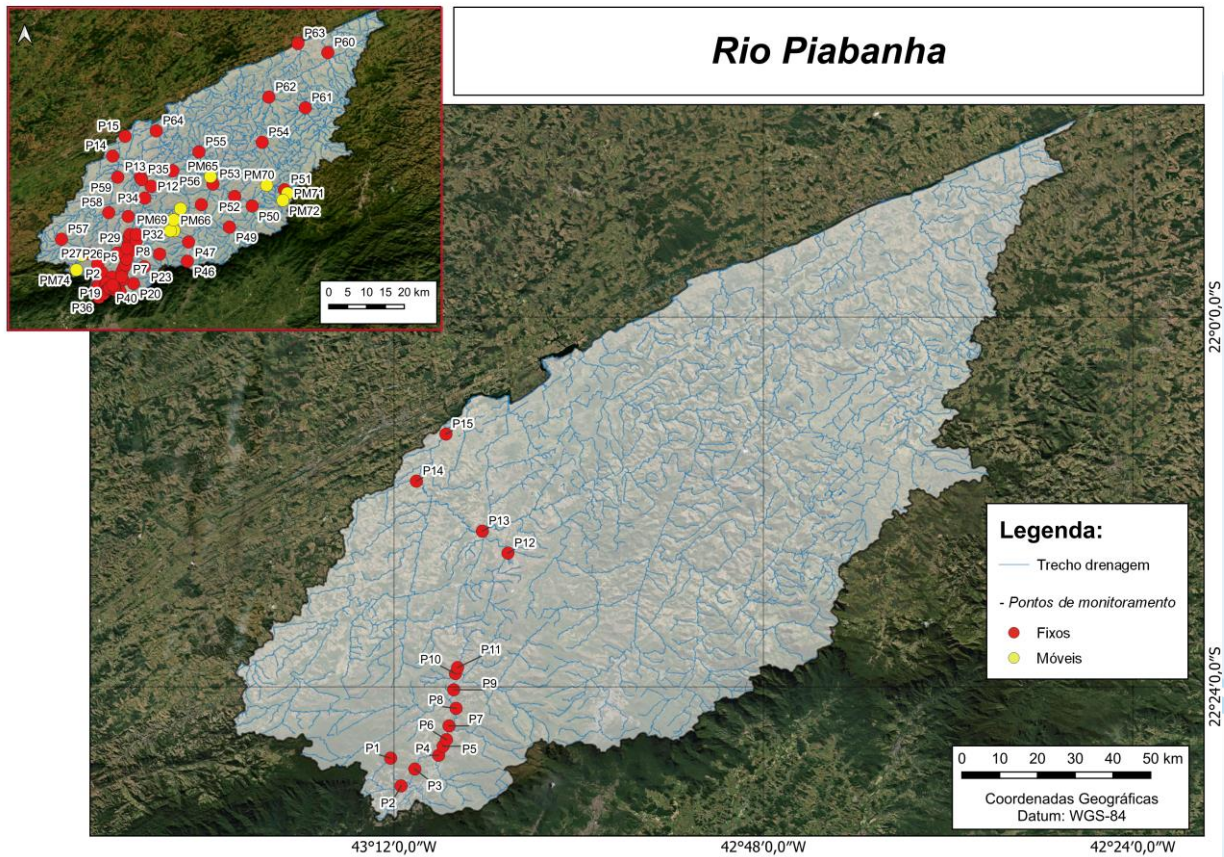 Rio Piabanha
P63
P60
P62
P61
P15
P64
P54
P14
P55
P13
P35
PM65
P53
PM70
P51
P59
P12
P56
PM71
P34
P52
PM72
P58
PM69
PM66
P50
P57
P29
P32
P49
P27
P26
P8
P47
P5
PM74
P2
P7
P23
P46
P19
P40
P20
P36
0 5 10 15 20 km
P15
P14
P13
P12
P11
P10
P9
P8
P7
P6
P5
P4
P1
P3
P2
22°0'0,0"S
22°24'0,0"S
Legenda:
Trecho drenagem
- Pontos de monitoramento
Fixos
Móveis
0 10 20 30 40 50 km
Coordenadas Geográficas
Datum: WGS-84
43°12'0,0"W
42°48'0,0"W
42°24'0,0"W